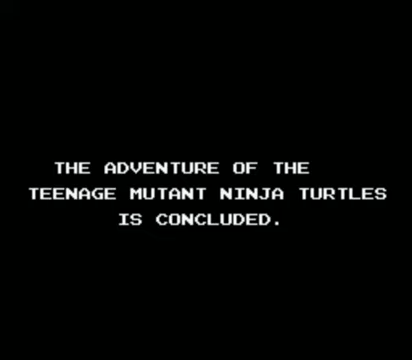 THE ADVENTURE OF THE
TEENAGE MUTANT NINJA TURTLES
IS CONCLUDED.